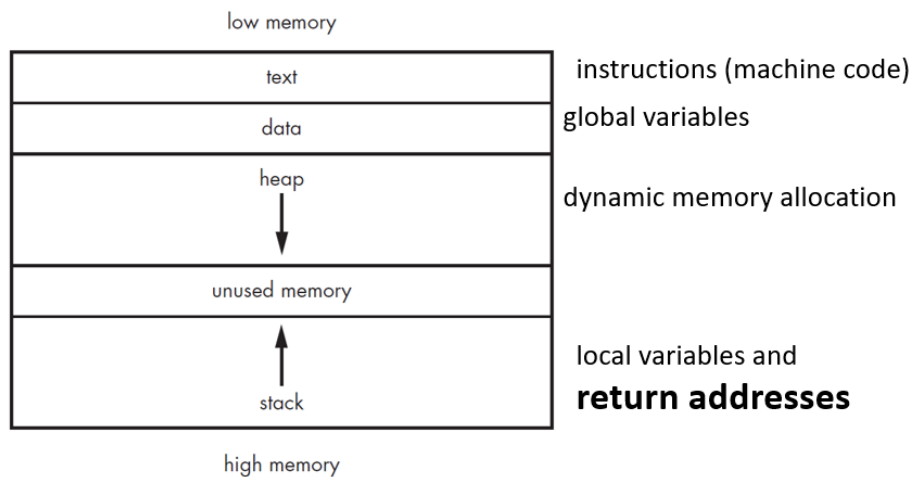 low memory
text
instructions (machine code)
data
global variables
heap
dynamic memory allocation
unused memory
local variables and
return addresses
stack
high memory